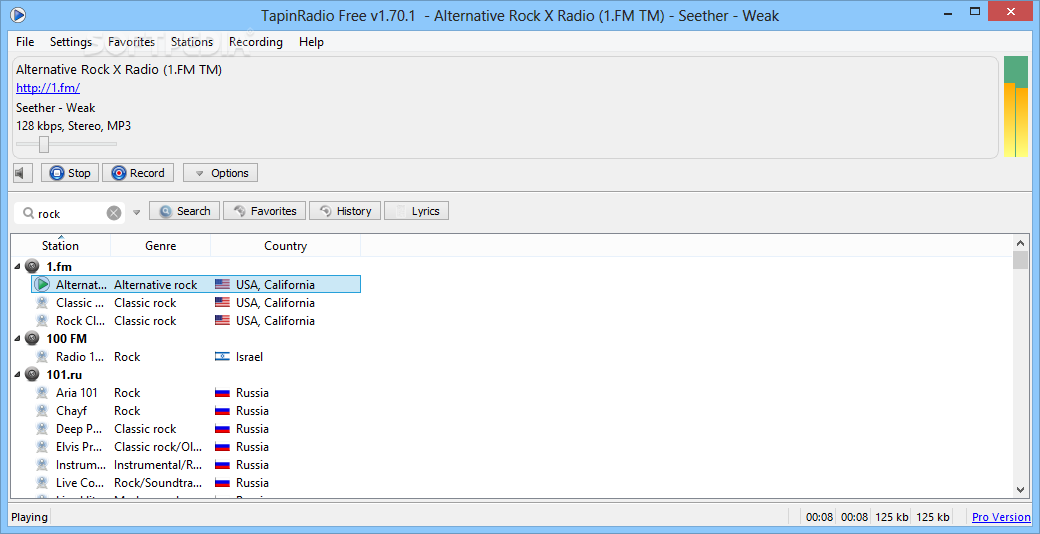 TapinRadio Free v1.70.1 - Alternative Rock X Radio (1.FM TM) - Seether - Weak
File Settings Favorites Stations Recording Help
SOFTPEDIA
Alternative Rock X Radio (1.FM TM)
http://1.fm/
Seether - Weak
128 kbps, Stereo, MP3
Stop Record Options
rock Search Favorites History Lyrics
Station Genre Country
1.fm
Alternat... Alternative rock USA, California
Classic ... Classic rock USA, California
Rock Cl... Classic rock USA, California
100 FM
Radio 1... Rock Israel
101.ru
Aria 101 Rock Russia
Chayf Rock Russia
Deep P... Classic rock Russia
Elvis Pr... Classic rock/Ol... Russia
Instrum... Instrumental/R... Russia
Live Co... Rock/Soundtra... Russia
Playing 00:08 00:08 125 kb 125 kb Pro Version